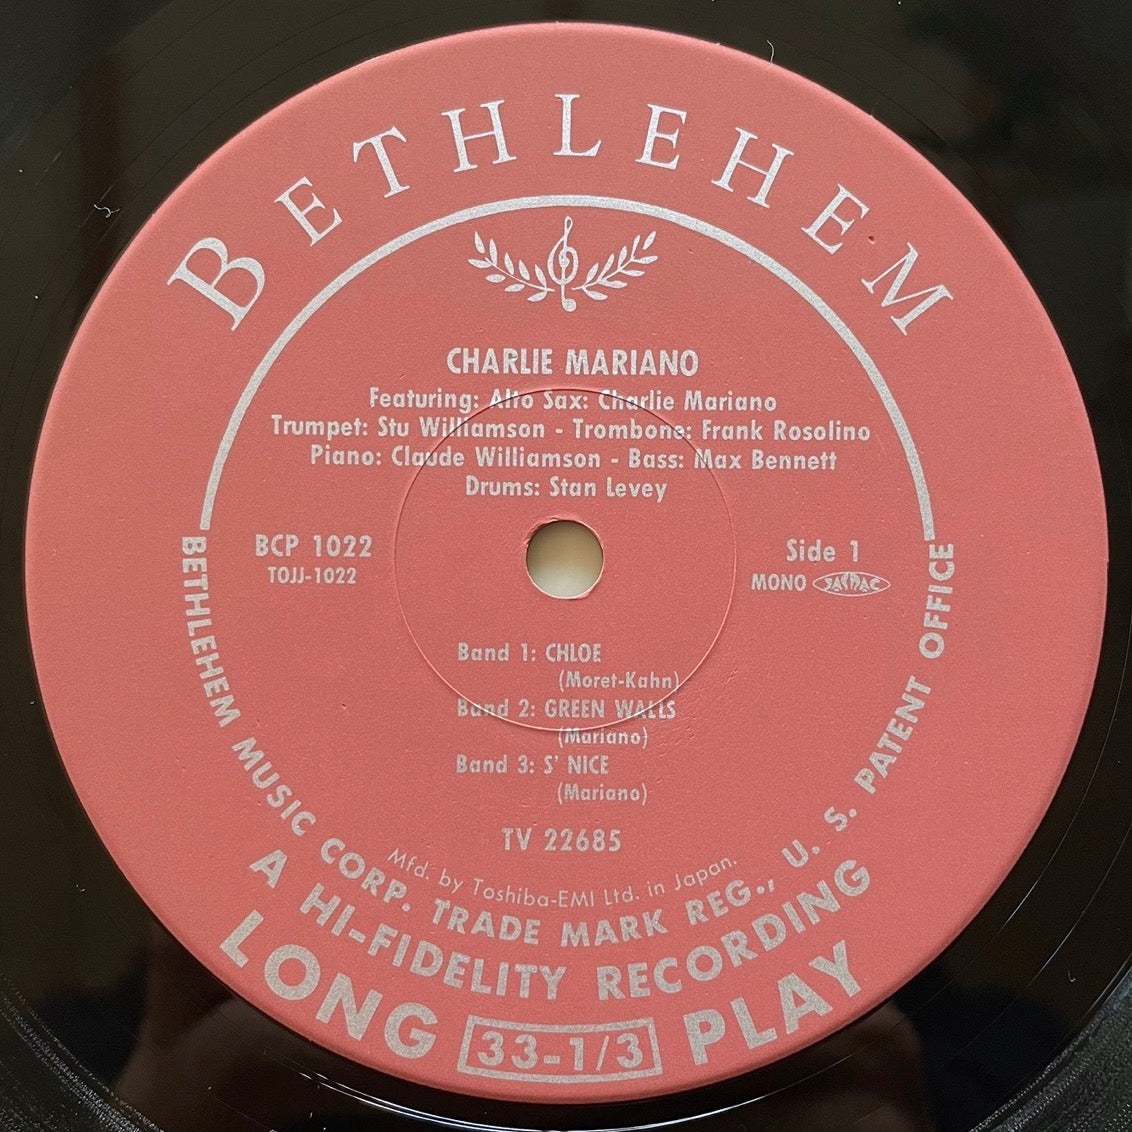 BETHLEHEM
CHARLIE MARIANO
Featuring: Alto Sax: Charlie Mariano
Trumpet: Stu Williamson - Trombone: Frank Rosolino
Piano: Claude Williamson - Bass: Max Bennett
Drums: Stan Levey
BCP 1022
TOJJ-1022
Side 1
MONO JASRAC
Band 1: CHLOE
(Moret-Kahn)
Band 2: GREEN WALLS
(Mariano)
Band 3: S' NICE
(Mariano)
TV 22685
Mfd. by Toshiba-EMI Ltd. in Japan.
BETHLEHEM MUSIC CORP. TRADE MARK REG., U. S. PATENT OFFICE
A HI-FIDELITY RECORDING
LONG 33-1/3 PLAY